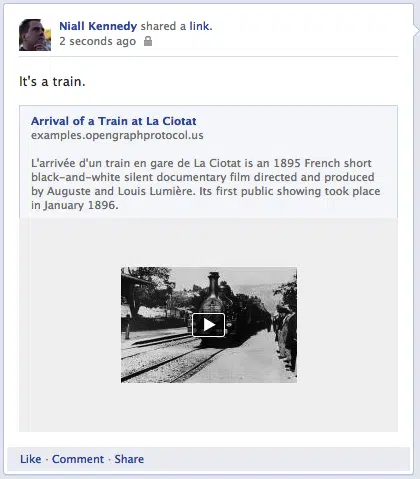 Niall Kennedy shared a link.
2 seconds ago
It's a train.
Arrival of a Train at La Ciotat
examples.opengraphprotocol.us
L'arrivée d'un train en gare de La Ciotat is an 1895 French short
black-and-white silent documentary film directed and produced
by Auguste and Louis Lumière. Its first public showing took place
in January 1896.
Like · Comment · Share